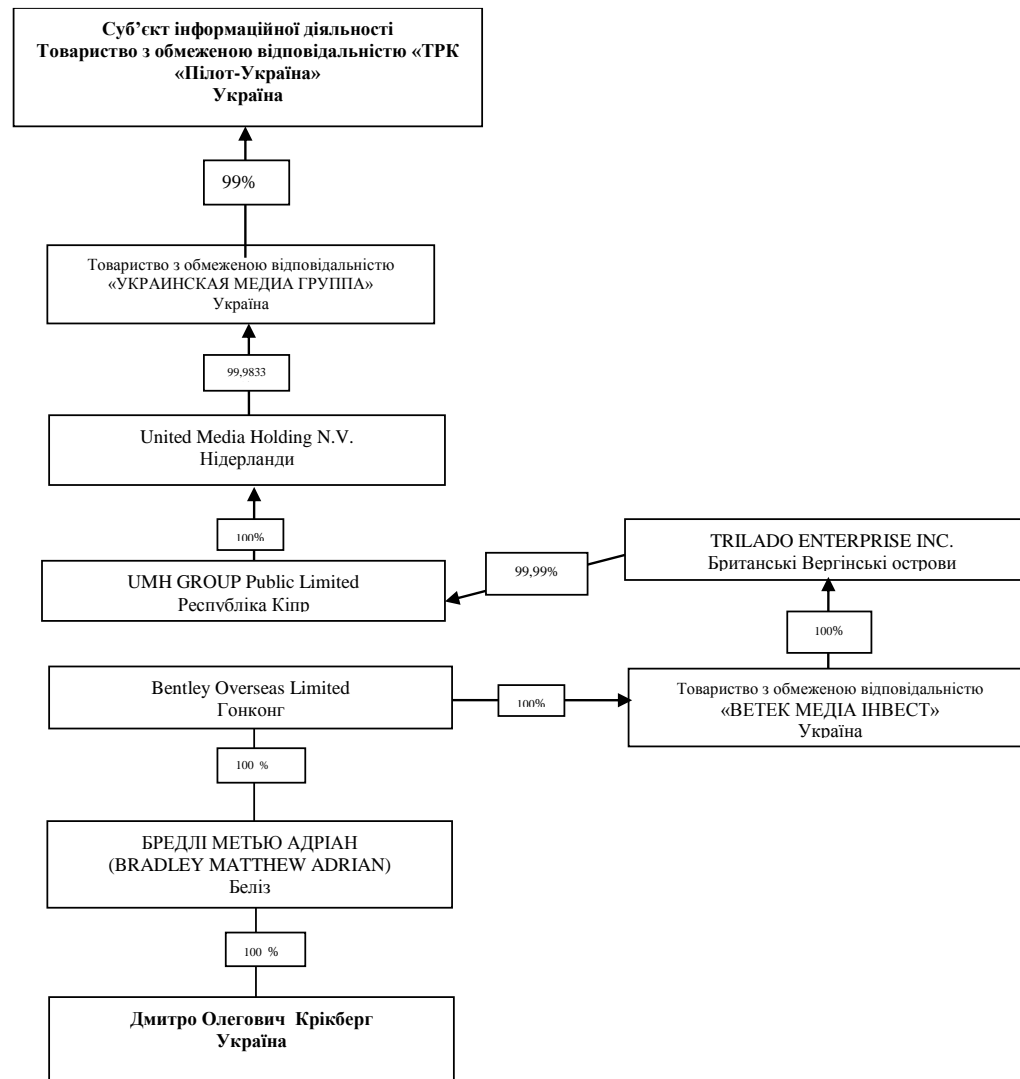 Суб’єкт інформаційної діяльності
Товариство з обмеженою відповідальністю «ТРК
«Пілот-Україна»
Україна
99%
Товариство з обмеженою відповідальністю
«УКРАИНСКАЯ МЕДИА ГРУППА»
Україна
99,9833
United Media Holding N.V.
Нідерланди
100%
UMH GROUP Public Limited
Республіка Кіпр
99,99%
TRILADO ENTERPRISE INC.
Британські Вергінські острови
100%
Bentley Overseas Limited
Гонконг
100%
Товариство з обмеженою відповідальністю
«ВЕТЕК МЕДІА ІНВЕСТ»
Україна
100 %
БРЕДЛІ МЕТЬЮ АДРІАН
(BRADLEY MATTHEW ADRIAN)
Беліз
100 %
Дмитро Олегович Крікберг
Україна